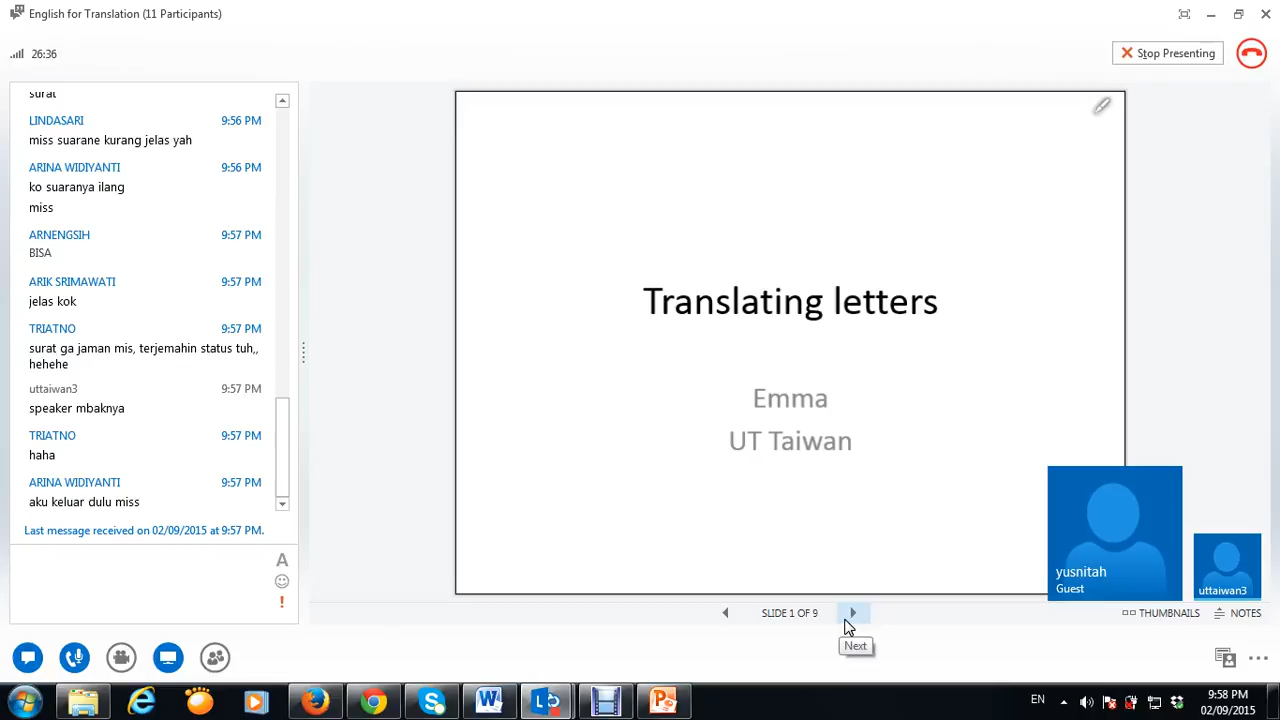 English for Translation (11 Participants)
26:36
Stop Presenting
surat
LINDASARI 9:56 PM
miss suarane kurang jelas yah
ARINA WIDIYANTI 9:56 PM
ko suaranya ilang
miss
ARNENGSIH 9:57 PM
BISA
ARIK SRIMAWATI 9:57 PM
jelas kok
TRIATNO 9:57 PM
surat ga jaman mis, terjemahin status tuh,,
hehehe
uttaiwan3 9:57 PM
speaker mbaknya
TRIATNO 9:57 PM
haha
ARINA WIDIYANTI 9:57 PM
aku keluar dulu miss
Last message received on 02/09/2015 at 9:57 PM.
A
!
Translating letters
Emma
UT Taiwan
yusnitah
Guest
uttaiwan3
SLIDE 1 OF 9
THUMBNAILS
NOTES
Next
EN
9:58 PM
02/09/2015